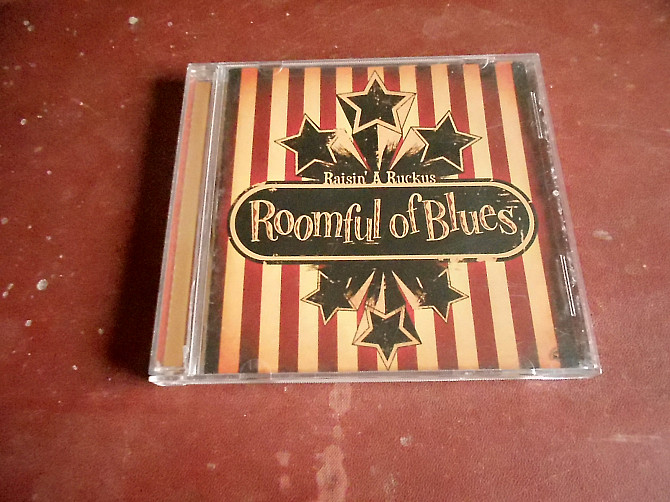 Raisin' A Ruckus
Roomful of Blues